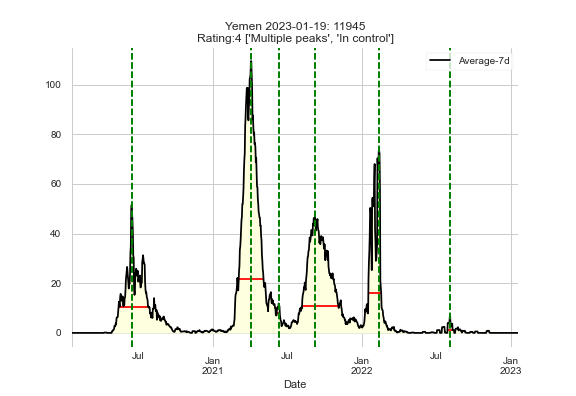 Yemen 2023-01-19: 11945
Rating:4 ['Multiple peaks', 'In control']
Average-7d
100
80
60
40
20
0
Jul
Jan
2021
Jul
Jan
2022
Jul
Jan
2023
Date